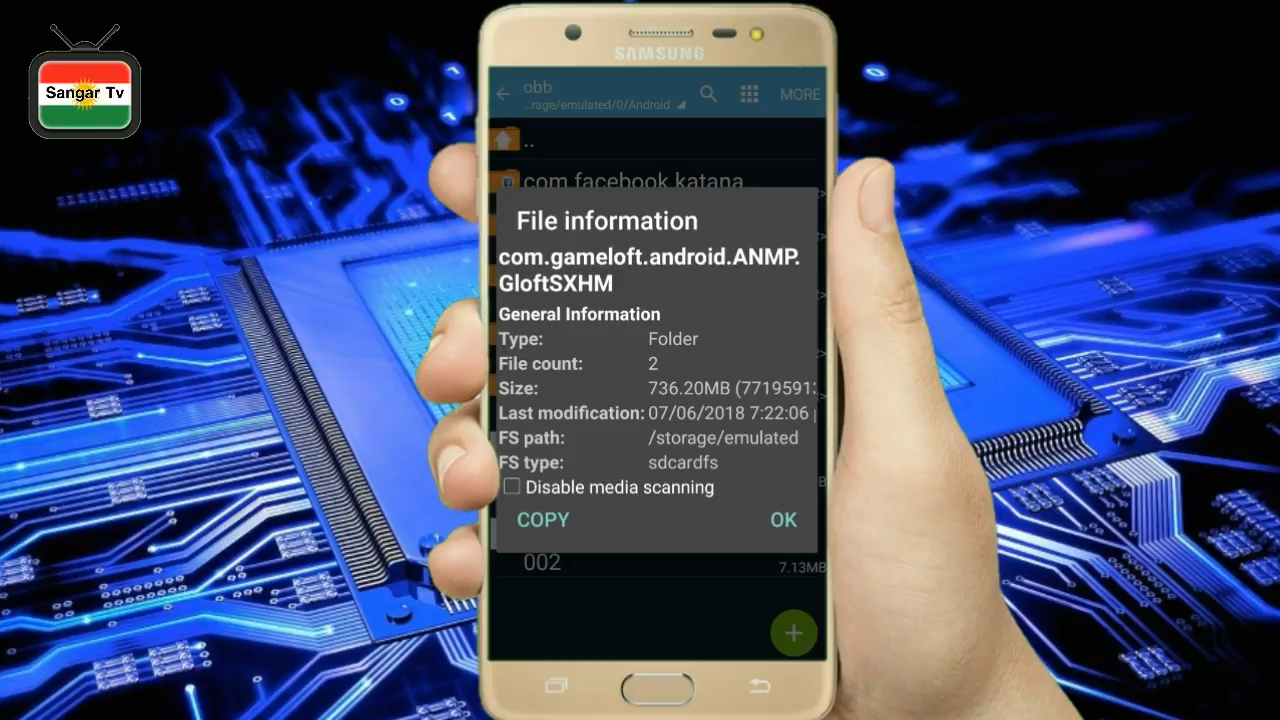 Sangar Tv
SAMSUNG
obb
...rage/emulated/0/Android
MORE
..
com.facebook.katana
File information
com.gameloft.android.ANMP.
GloftSXHM
General Information
Type: Folder
File count: 2
Size: 736.20MB (7719591
Last modification: 07/06/2018 7:22:06
FS path: /storage/emulated
FS type: sdcardfs
Disable media scanning
COPY OK
002
7.13MB